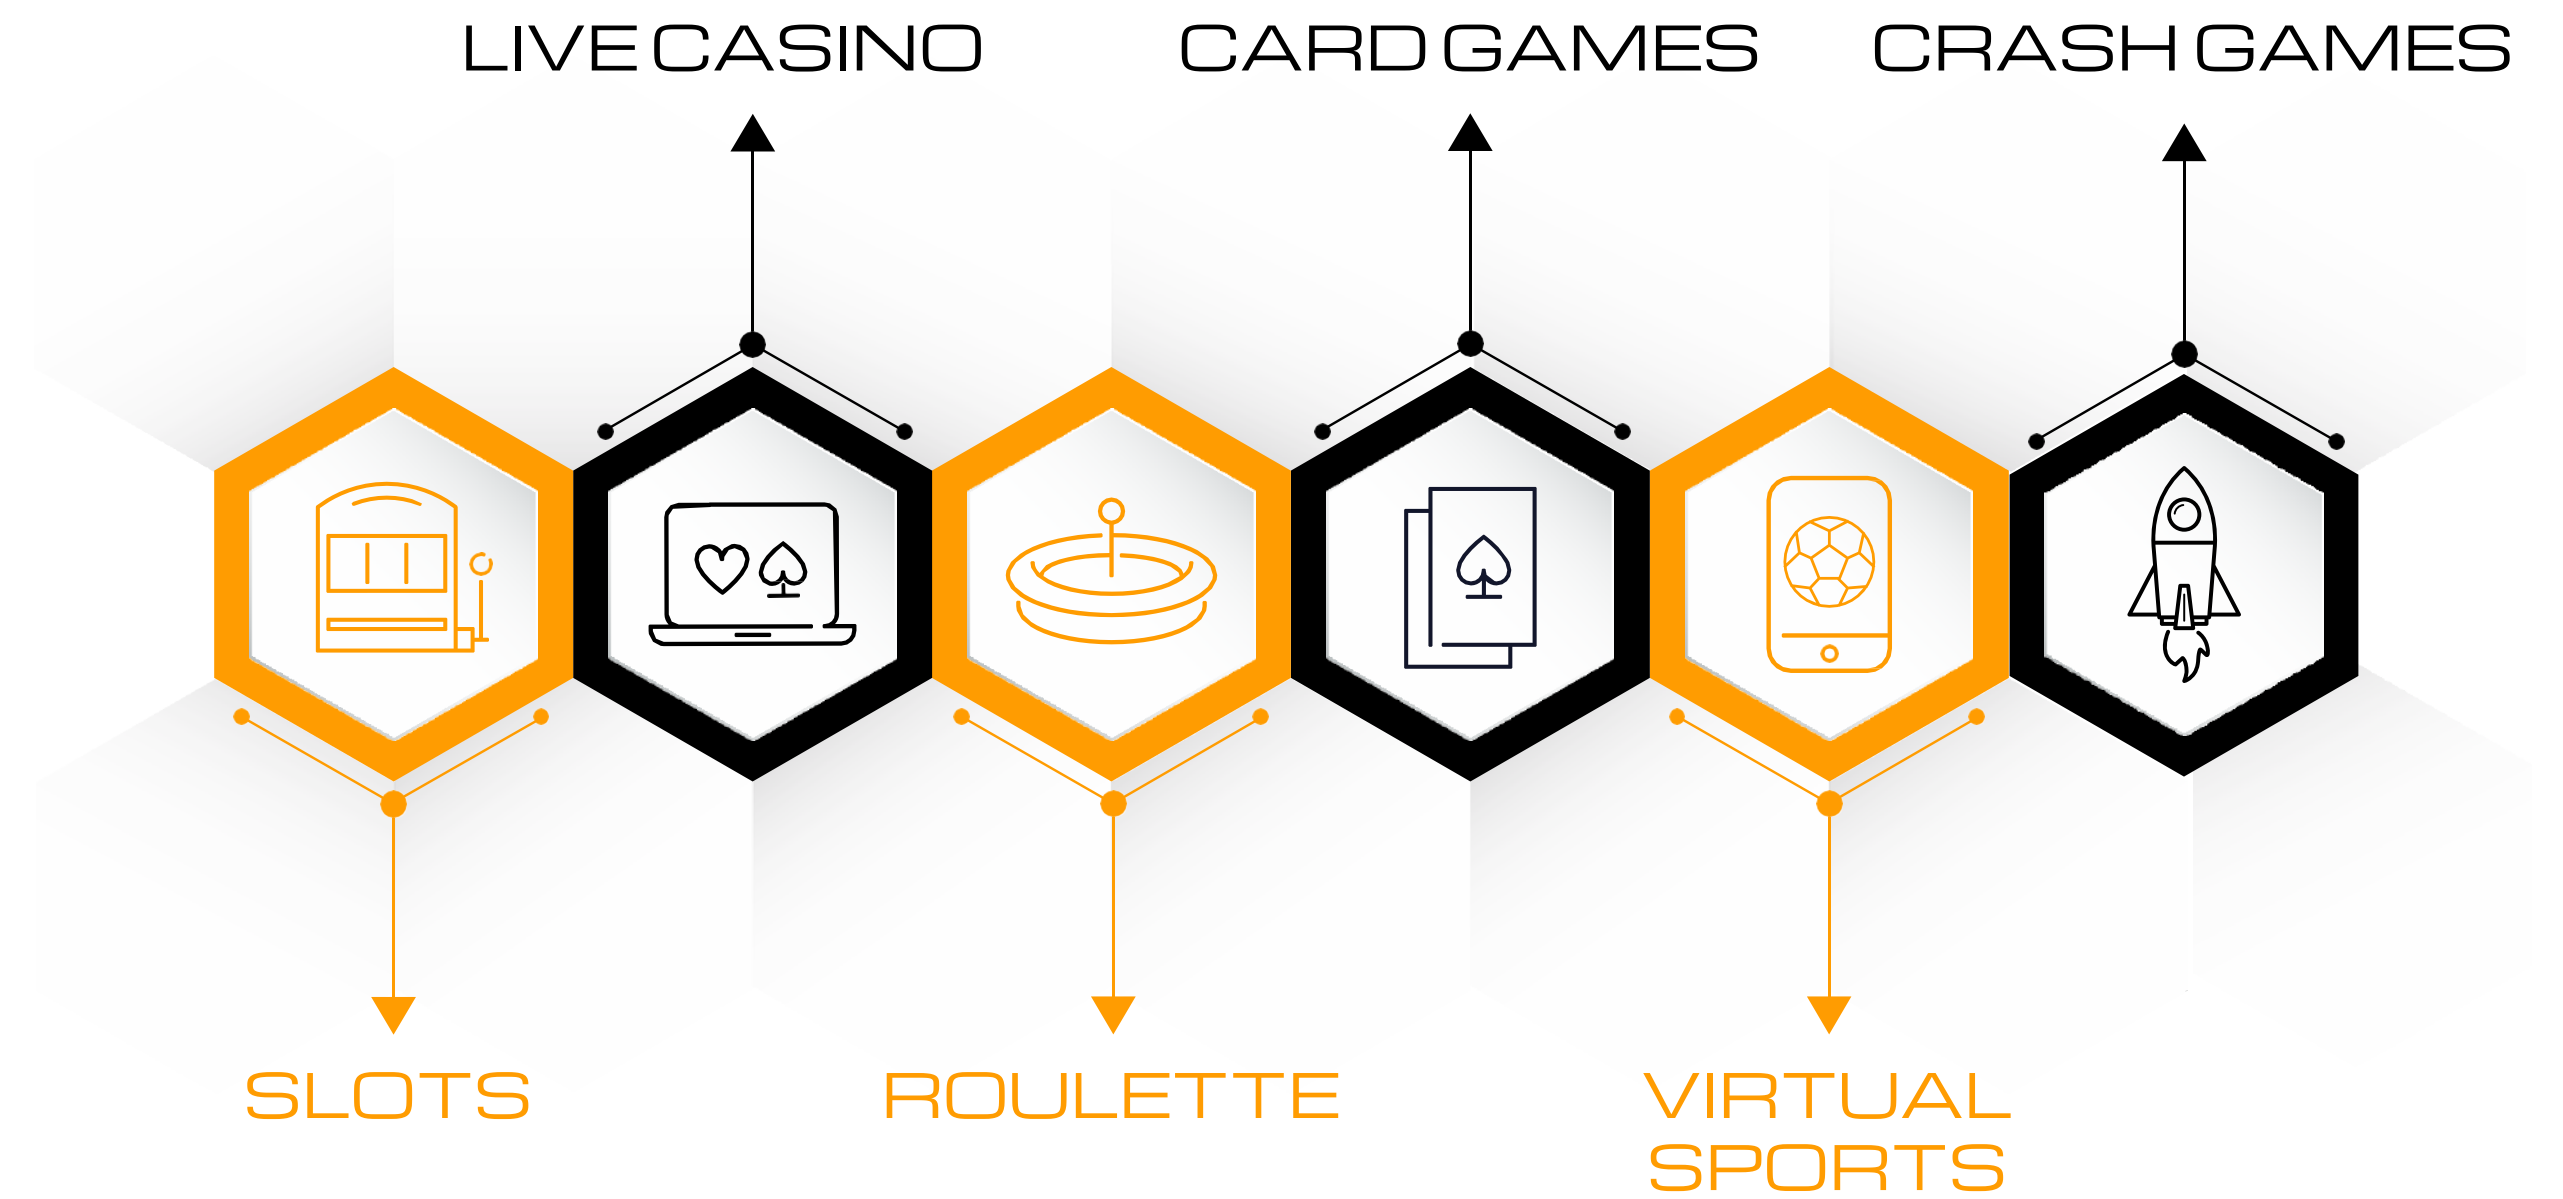 LIVE CASINO
CARD GAMES
CRASH GAMES
SLOTS
ROULETTE
VIRTUAL
SPORTS